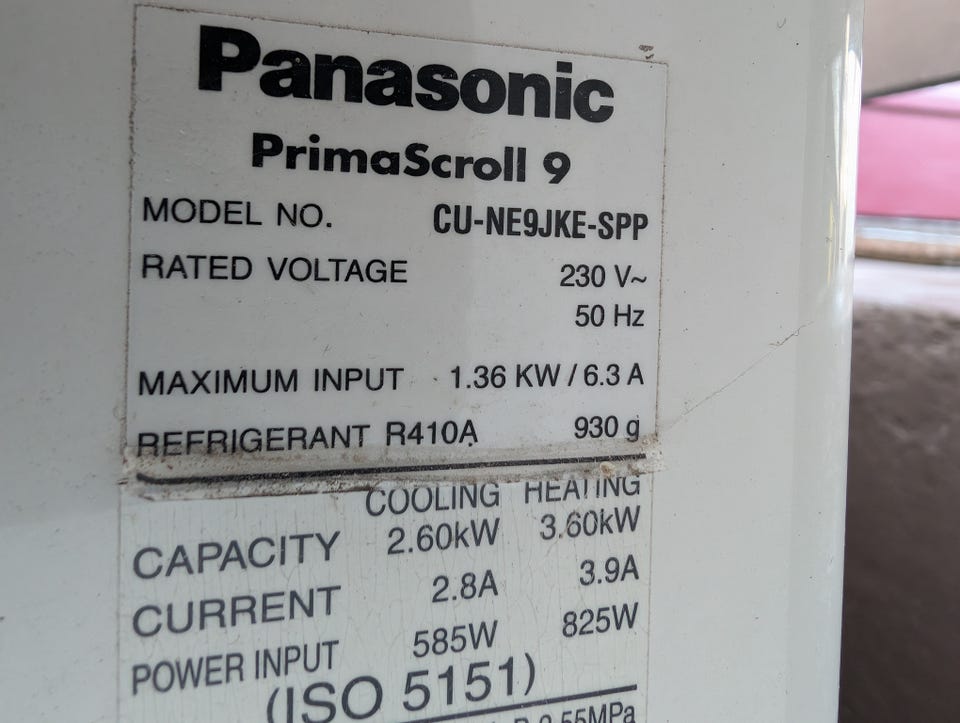 Panasonic
PrimaScroll 9
MODEL NO. CU-NE9JKE-SPP
RATED VOLTAGE 230 V~
50 Hz
MAXIMUM INPUT 1.36 KW / 6.3 A
REFRIGERANT R410A 930 g
COOLING HEATING
CAPACITY 2.60kW 3.60kW
CURRENT 2.8A 3.9A
POWER INPUT 585W 825W
(ISO 5151)
0.55MPa